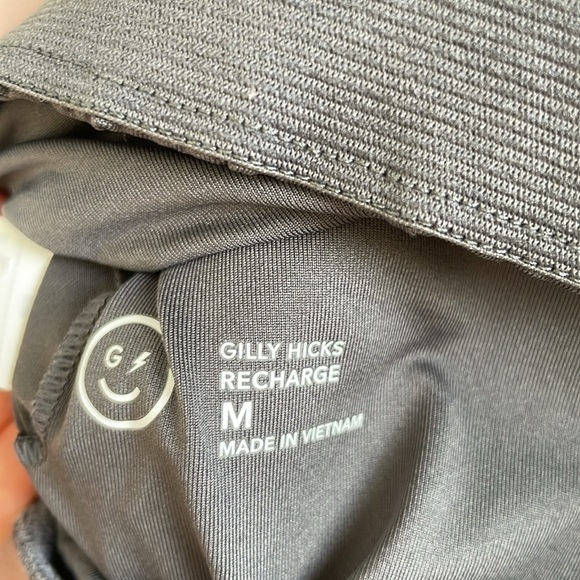 G
GILLY HICKS
RECHARGE
M
MADE IN VIETNAM